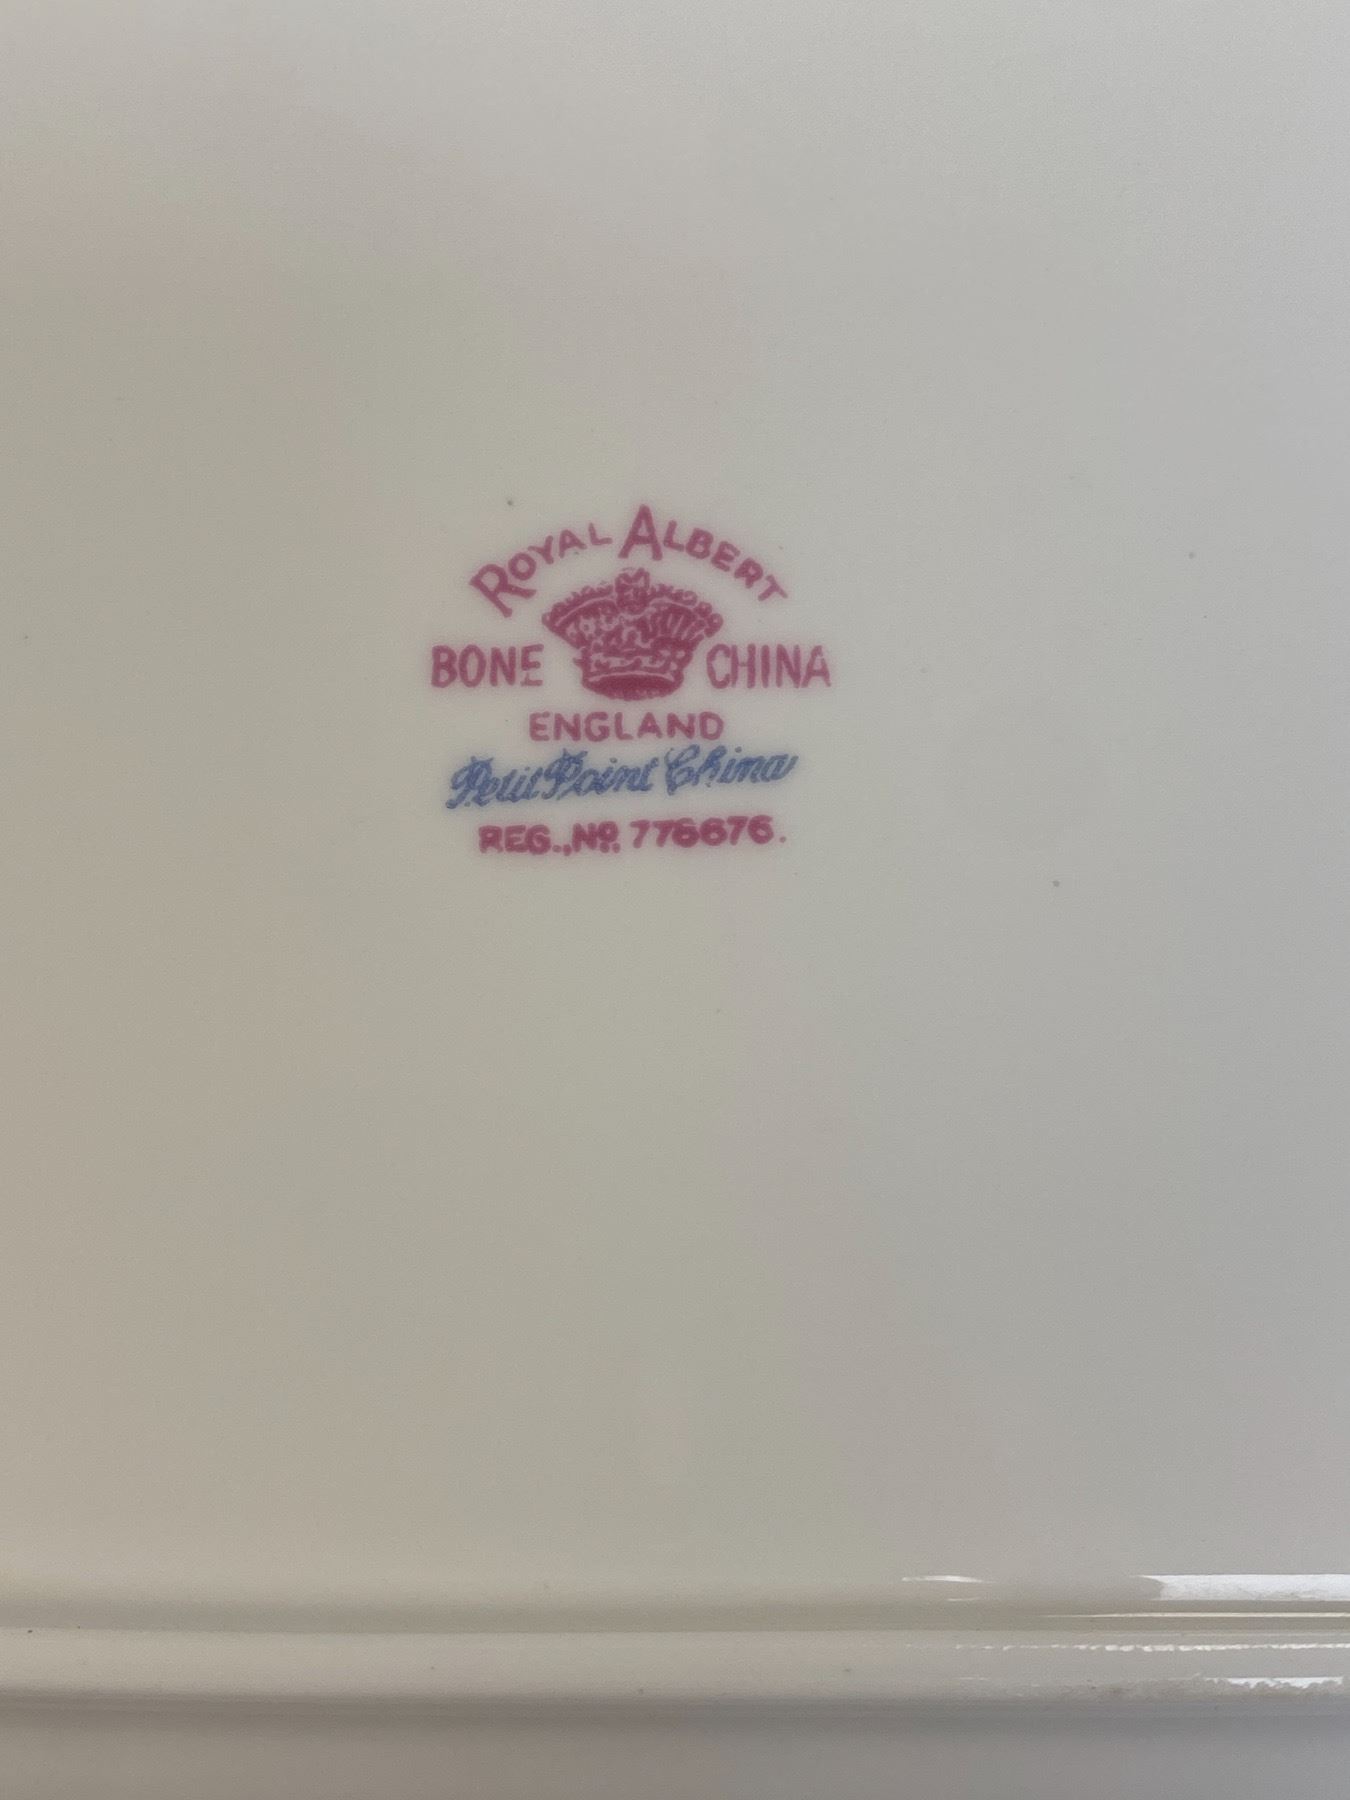 ROYAL ALBERT
BONE CHINA
ENGLAND
Petit Point China
REG., No. 776676.